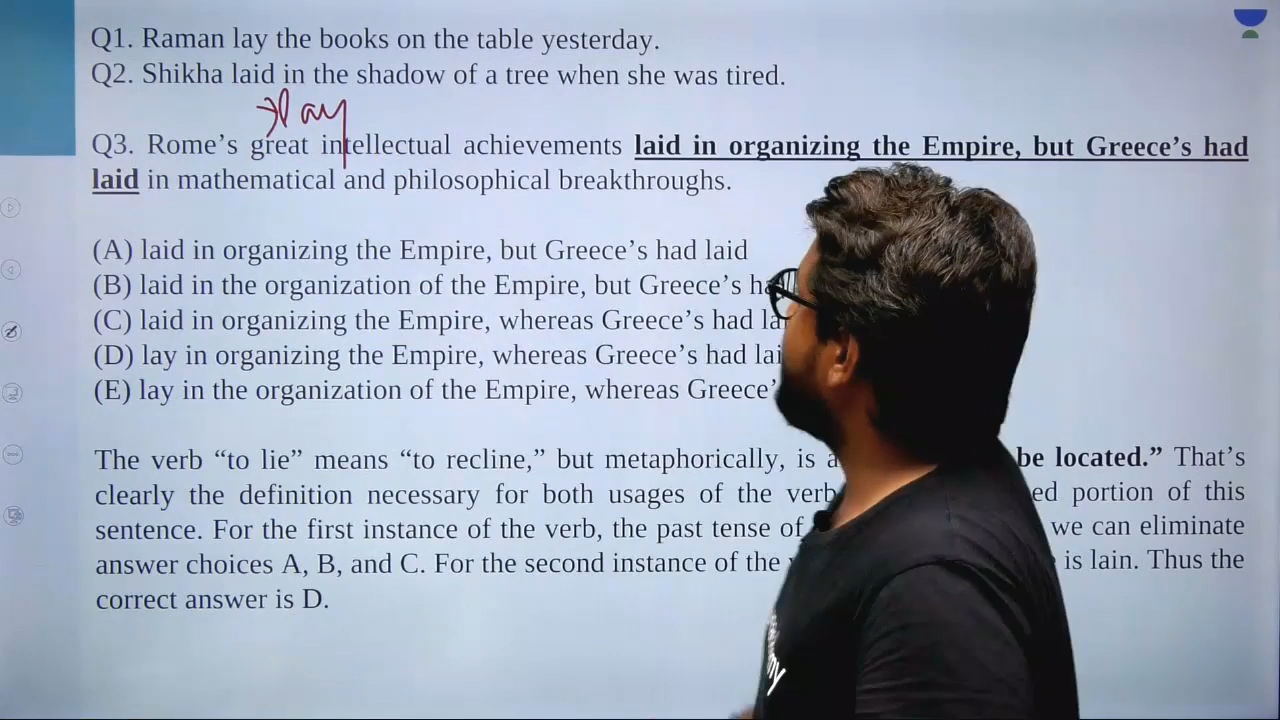 Q1. Raman lay the books on the table yesterday.
Q2. Shikha laid in the shadow of a tree when she was tired.
→lay
Q3. Rome’s great intellectual achievements laid in organizing the Empire, but Greece’s had
laid in mathematical and philosophical breakthroughs.
(A) laid in organizing the Empire, but Greece’s had laid
(B) laid in the organization of the Empire, but Greece’s
(C) laid in organizing the Empire, whereas Greece’s had
(D) lay in organizing the Empire, whereas Greece’s had
(E) lay in the organization of the Empire, whereas
The verb “to lie” means “to recline,” but metaphorically, is be located.” That’s
clearly the definition necessary for both usages of the verb portion of this
sentence. For the first instance of the verb, the past tense of we can eliminate
answer choices A, B, and C. For the second instance of the is lain. Thus the
correct answer is D.